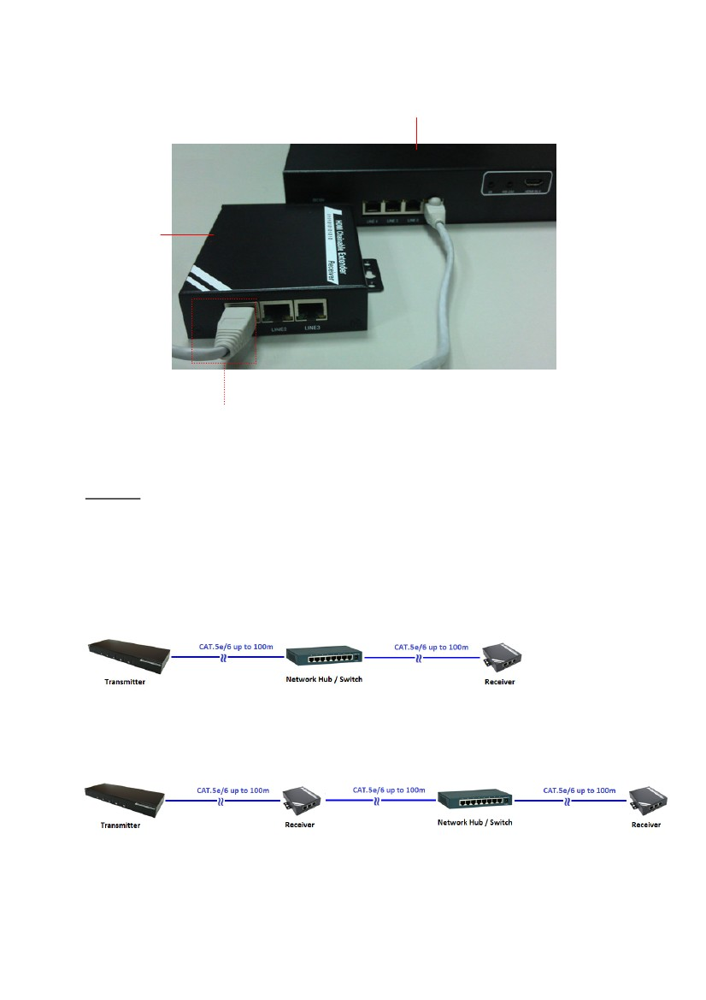 LINE 1
LINE 2
LINE 3
HDMI Chainable Extender
Receiver
LINE2
LINE3
CAT.5e/6 up to 100m
CAT.5e/6 up to 100m
Transmitter
Network Hub / Switch
Receiver
CAT.5e/6 up to 100m
CAT.5e/6 up to 100m
CAT.5e/6 up to 100m
Transmitter
Receiver
Network Hub / Switch
Receiver